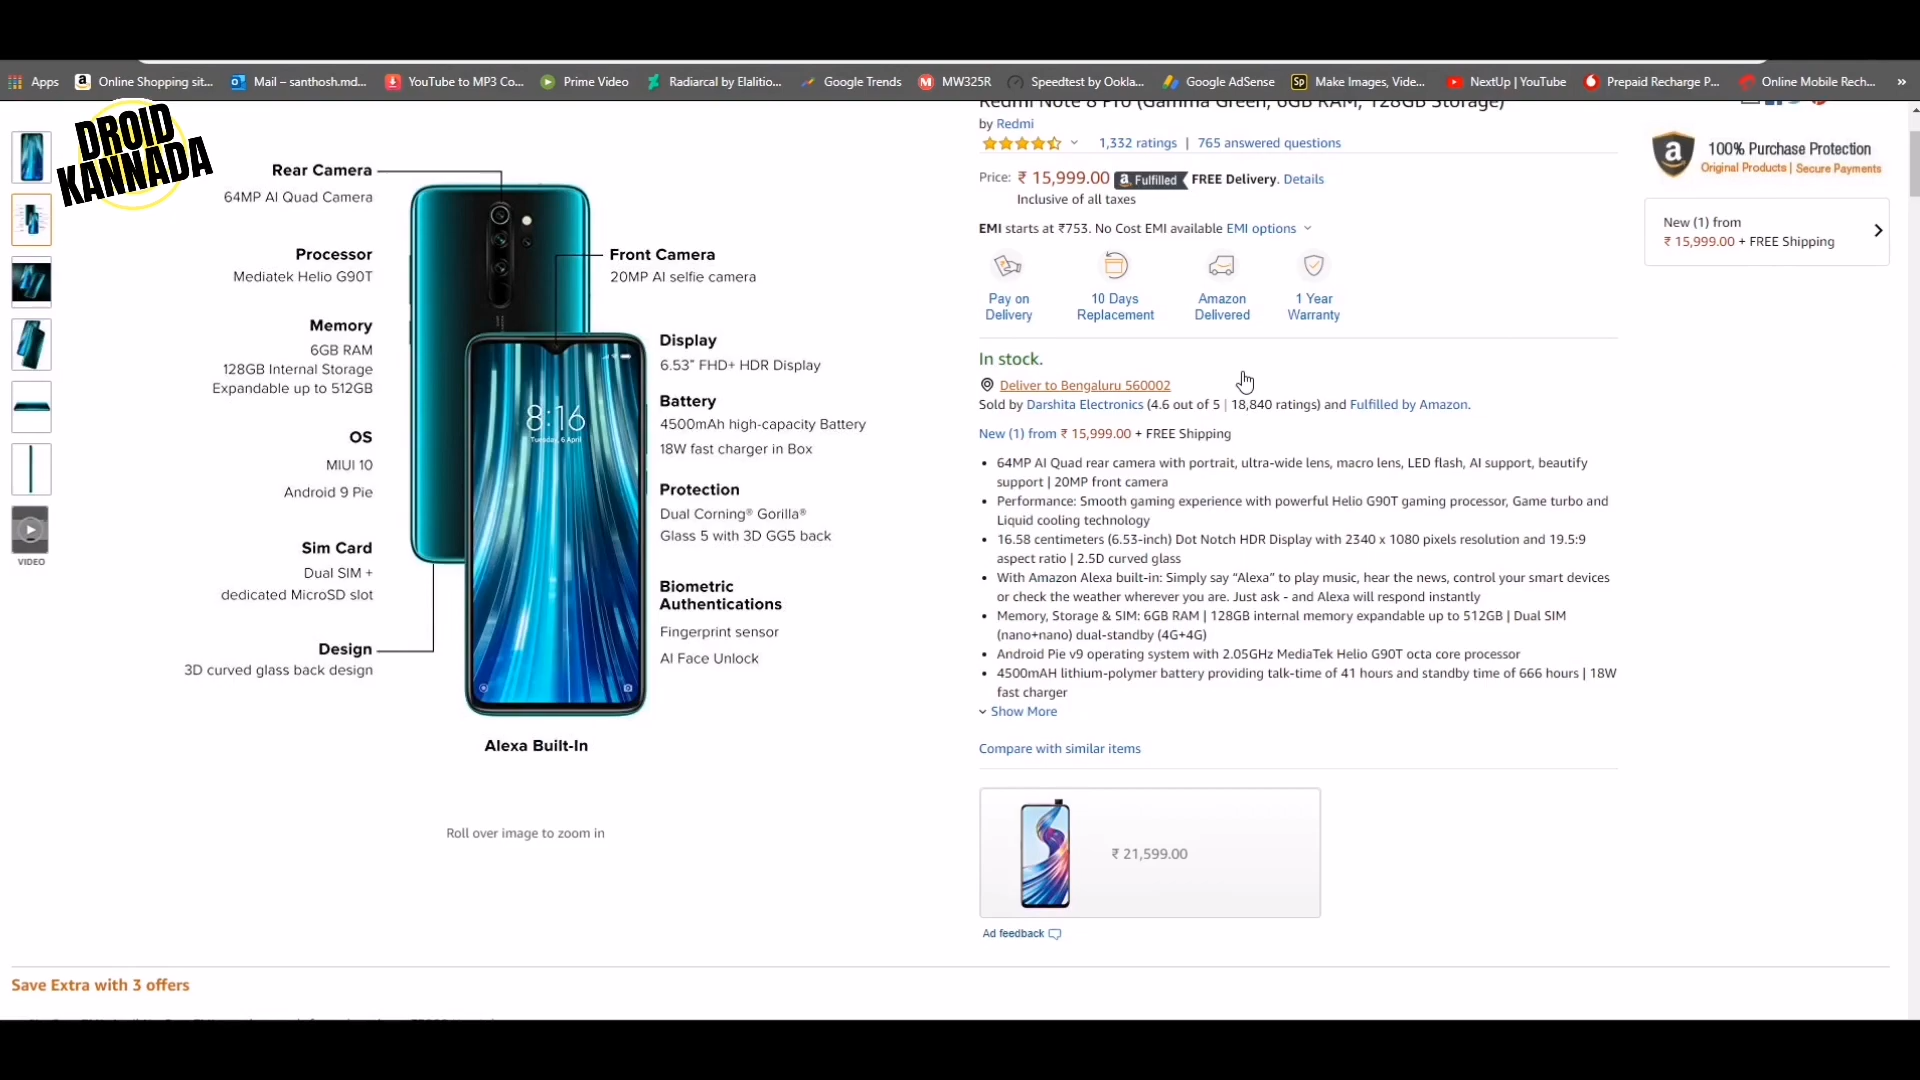 Apps
Online Shopping sit...
Mail – santhosh.md...
YouTube to MP3 Co...
Prime Video
Radiarcal by Elalitio...
Google Trends
MW325R
Speedtest by Ookla...
Google AdSense
Make Images, Vide...
NextUp | YouTube
Prepaid Recharge P...
Online Mobile Rech...
»
DROID
KANNADA
VIDEO
Rear Camera
64MP AI Quad Camera
Processor
Mediatek Helio G90T
Memory
6GB RAM
128GB Internal Storage
Expandable up to 512GB
OS
MIUI 10
Android 9 Pie
Sim Card
Dual SIM +
dedicated MicroSD slot
Design
3D curved glass back design
8:16
Tuesday, 6 April
Front Camera
20MP AI selfie camera
Display
6.53” FHD+ HDR Display
Battery
4500mAh high-capacity Battery
18W fast charger in Box
Protection
Dual Corning® Gorilla®
Glass 5 with 3D GG5 back
Biometric
Authentications
Fingerprint sensor
AI Face Unlock
Alexa Built-In
Roll over image to zoom in
Redmi Note 8 Pro (Gamma Green, 6GB RAM, 128GB Storage)
by Redmi
1,332 ratings | 765 answered questions
Price: ₹ 15,999.00 a Fulfilled FREE Delivery. Details
Inclusive of all taxes
EMI starts at ₹753. No Cost EMI available EMI options
Pay on
Delivery
10 Days
Replacement
Amazon
Delivered
1 Year
Warranty
In stock.
Deliver to Bengaluru 560002
Sold by Darshita Electronics (4.6 out of 5 | 18,840 ratings) and Fulfilled by Amazon.
New (1) from ₹ 15,999.00 + FREE Shipping
• 64MP AI Quad rear camera with portrait, ultra-wide lens, macro lens, LED flash, AI support, beautify
support | 20MP front camera
• Performance: Smooth gaming experience with powerful Helio G90T gaming processor, Game turbo and
Liquid cooling technology
• 16.58 centimeters (6.53-inch) Dot Notch HDR Display with 2340 x 1080 pixels resolution and 19.5:9
aspect ratio | 2.5D curved glass
• With Amazon Alexa built-in: Simply say “Alexa” to play music, hear the news, control your smart devices
or check the weather wherever you are. Just ask - and Alexa will respond instantly
• Memory, Storage & SIM: 6GB RAM | 128GB internal memory expandable up to 512GB | Dual SIM
(nano+nano) dual-standby (4G+4G)
• Android Pie v9 operating system with 2.05GHz MediaTek Helio G90T octa core processor
• 4500mAH lithium-polymer battery providing talk-time of 41 hours and standby time of 666 hours | 18W
fast charger
Show More
Compare with similar items
₹ 21,599.00
Ad feedback
a 100% Purchase Protection
Original Products | Secure Payments
New (1) from
₹ 15,999.00 + FREE Shipping
Save Extra with 3 offers